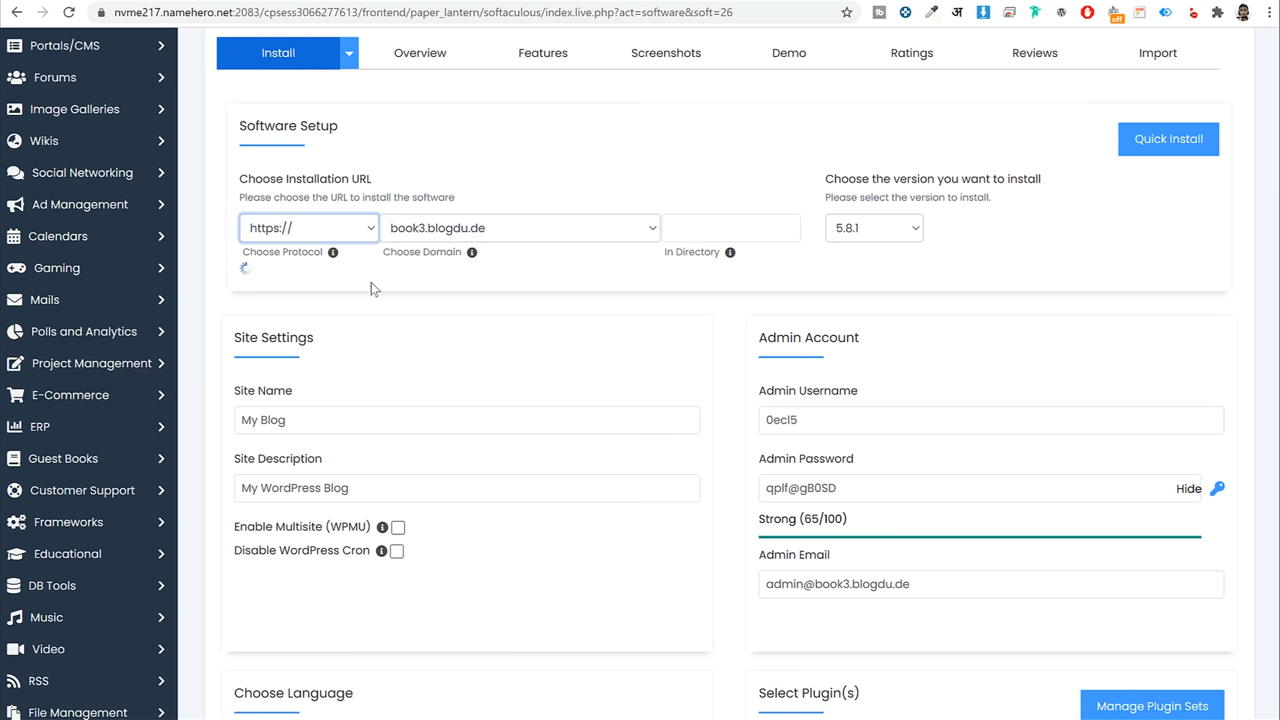 nvme217.namehero.net:2083/cpsess3066277613/frontend/paper_lantern/softaculous/index.live.php?act=software&soft=26
off
Portals/CMS
Forums
Image Galleries
Wikis
Social Networking
Ad Management
Calendars
Gaming
Mails
Polls and Analytics
Project Management
E-Commerce
ERP
Guest Books
Customer Support
Frameworks
Educational
DB Tools
Music
Video
RSS
File Management
Install
Overview
Features
Screenshots
Demo
Ratings
Reviews
Import
Software Setup
Quick Install
Choose Installation URL
Please choose the URL to install the software
https://
book3.blogdu.de
Choose Protocol
Choose Domain
In Directory
Choose the version you want to install
Please select the version to install.
5.8.1
Site Settings
Site Name
My Blog
Site Description
My WordPress Blog
Enable Multisite (WPMU)
Disable WordPress Cron
Admin Account
Admin Username
0ecl5
Admin Password
qplf@gB0SD
Hide
Strong (65/100)
Admin Email
admin@book3.blogdu.de
Choose Language
Select Plugin(s)
Manage Plugin Sets